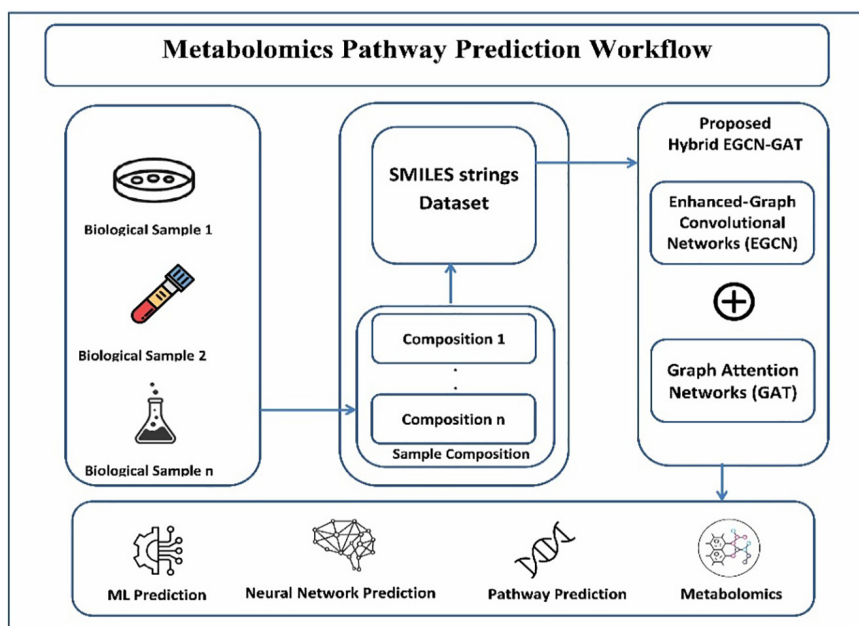 Metabolomics Pathway Prediction Workflow
Biological Sample 1
Biological Sample 2
Biological Sample n
SMILES strings
Dataset
Composition 1
.
.
Composition n
Sample Composition
Proposed
Hybrid EGCN-GAT
Enhanced-Graph
Convolutional
Networks (EGCN)
Graph Attention
Networks (GAT)
ML Prediction
Neural Network Prediction
Pathway Prediction
Metabolomics